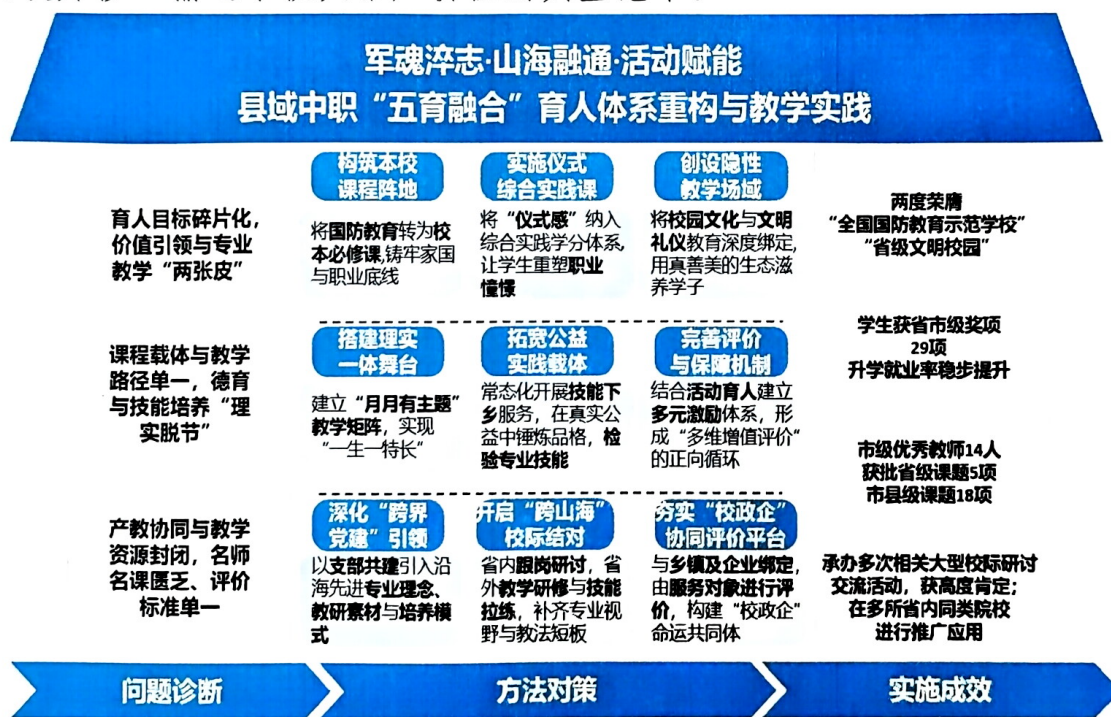 军魂淬志·山海融通·活动赋能
县域中职“五育融合”育人体系重构与教学实践
育人目标碎片化，
价值引领与专业
教学“两张皮”
构筑本校
课程阵地
将国防教育转为校
本必修课,铸牢家国
与职业底线
实施仪式
综合实践课
将“仪式感”纳入
综合实践学分体系,
让学生重塑职业
憧憬
创设隐性
教学场域
将校园文化与文明
礼仪教育深度绑定,
用真善美的生态滋
养学子
两度荣膺
“全国国防教育示范学校”
“省级文明校园”
课程载体与教学
路径单一，德育
与技能培养“理
实脱节”
搭建理实
一体舞台
建立“月月有主题”
教学矩阵，实现
“一生一特长”
拓宽公益
实践载体
常态化开展技能下
乡服务，在真实公
益中锤炼品格，检
验专业技能
完善评价
与保障机制
结合活动育人建立
多元激励体系，形
成“多维增值评价”
的正向循环
学生获省市级奖项
29项
升学就业率稳步提升
市级优秀教师14人
获批省级课题5项
市县级课题18项
产教协同与教学
资源封闭，名师
名课匮乏、评价
标准单一
深化“跨界
党建”引领
以支部共建引入沿
海先进专业理念、
教研素材与培养模
式
开启“跨山海”
校际结对
省内跟岗研讨，省
外教学研修与技能
拉练，补齐专业视
野与教法短板
夯实“校政企”
协同评价平台
与乡镇及企业绑定，
由服务对象进行评
价，构建“校政企”
命运共同体
承办多次相关大型校际研讨
交流活动，获高度肯定；
在多所省内同类院校
进行推广应用
问题诊断
方法对策
实施成效